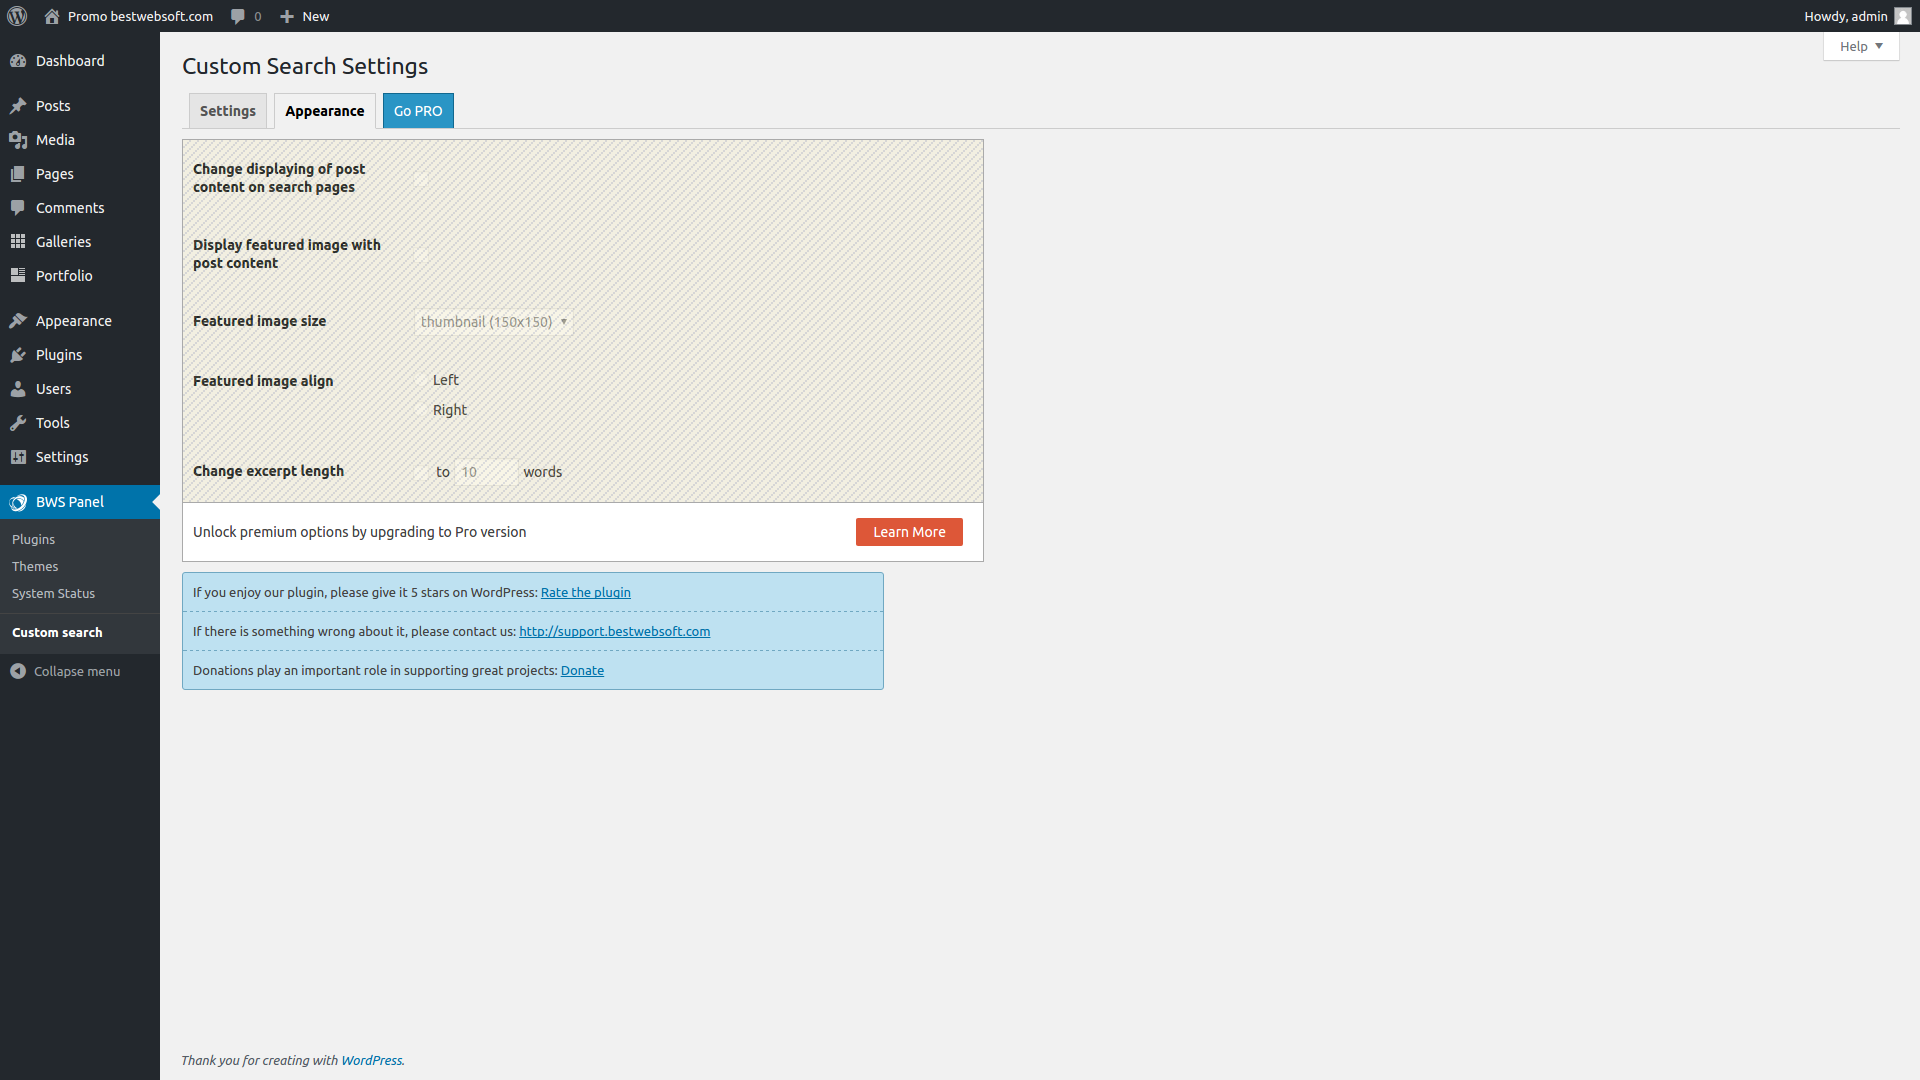 Promo bestwebsoft.com
0
New
Howdy, admin
Help
Dashboard
Posts
Media
Pages
Comments
Galleries
Portfolio
Appearance
Plugins
Users
Tools
Settings
BWS Panel
Plugins
Themes
System Status
Custom search
Collapse menu
Custom Search Settings
Settings
Appearance
Go PRO
Change displaying of post
content on search pages
Display featured image with
post content
Featured image size
thumbnail (150x150)
Featured image align
Left
Right
Change excerpt length
to 10 words
Unlock premium options by upgrading to Pro version
Learn More
If you enjoy our plugin, please give it 5 stars on WordPress: Rate the plugin
If there is something wrong about it, please contact us: http://support.bestwebsoft.com
Donations play an important role in supporting great projects: Donate
Thank you for creating with WordPress.